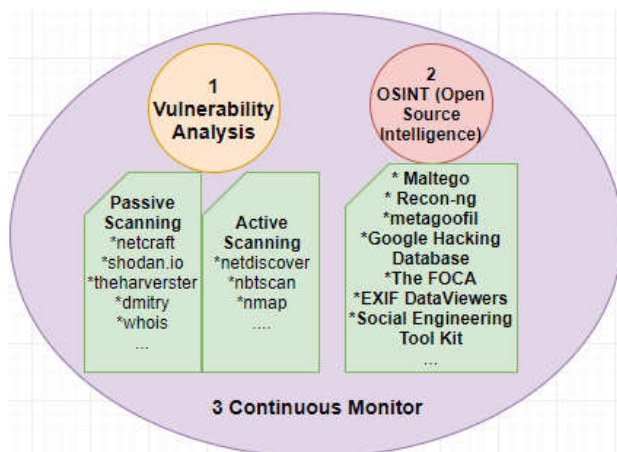 1
Vulnerability
Analysis
2
OSINT (Open
Source
Intelligence)
Passive
Scanning
*netcraft
*shodan.io
*theharverster
*dmitry
*whois
...
Active
Scanning
*netdiscover
*nbtscan
*nmap
....
* Maltego
* Recon-ng
*metagoofil
*Google Hacking
Database
*The FOCA
*EXIF DataViewers
*Social Engineering
Tool Kit
...
3 Continuous Monitor